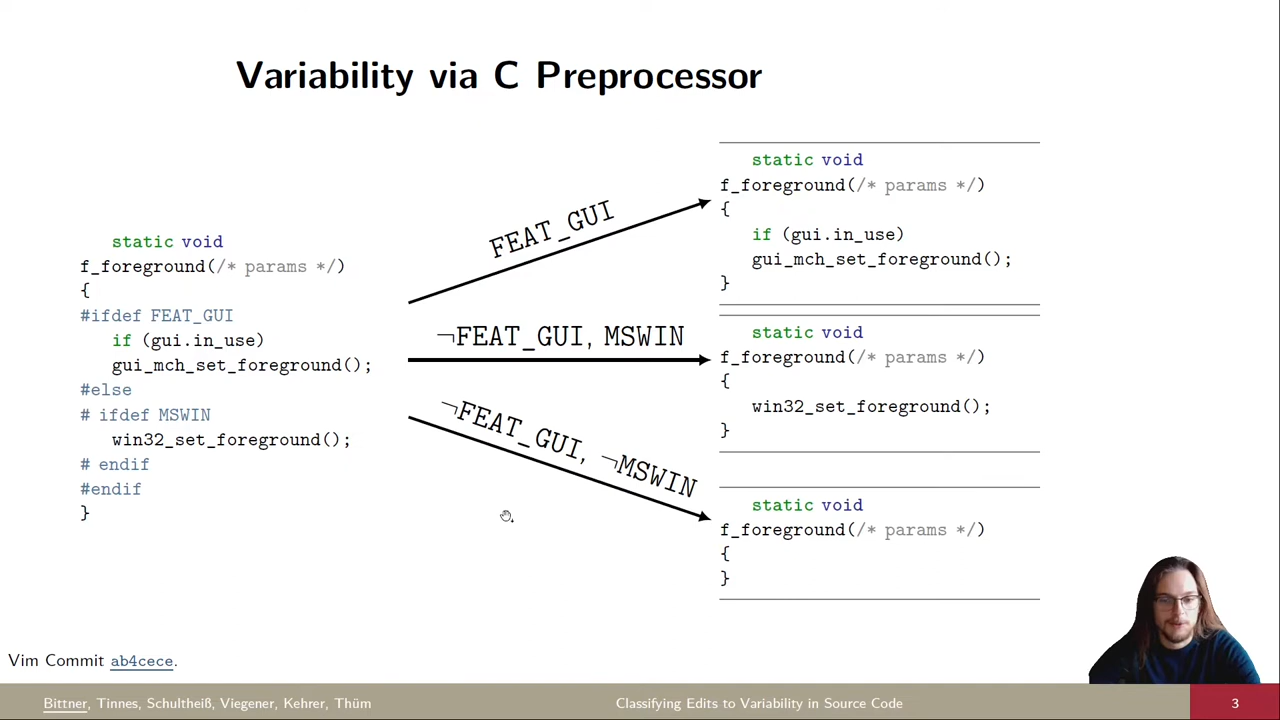 Variability via C Preprocessor
static void
f_foreground(/* params */)
{
#ifdef FEAT_GUI
if (gui.in_use)
gui_mch_set_foreground();
#else
# ifdef MSWIN
win32_set_foreground();
# endif
#endif
}
FEAT_GUI
¬FEAT_GUI, MSWIN
¬FEAT_GUI, ¬MSWIN
static void
f_foreground(/* params */)
{
if (gui.in_use)
gui_mch_set_foreground();
}
static void
f_foreground(/* params */)
{
win32_set_foreground();
}
static void
f_foreground(/* params */)
{
}
Vim Commit ab4cece.
Bittner, Tinnes, Schultheiß, Viegener, Kehrer, Thüm
Classifying Edits to Variability in Source Code
3